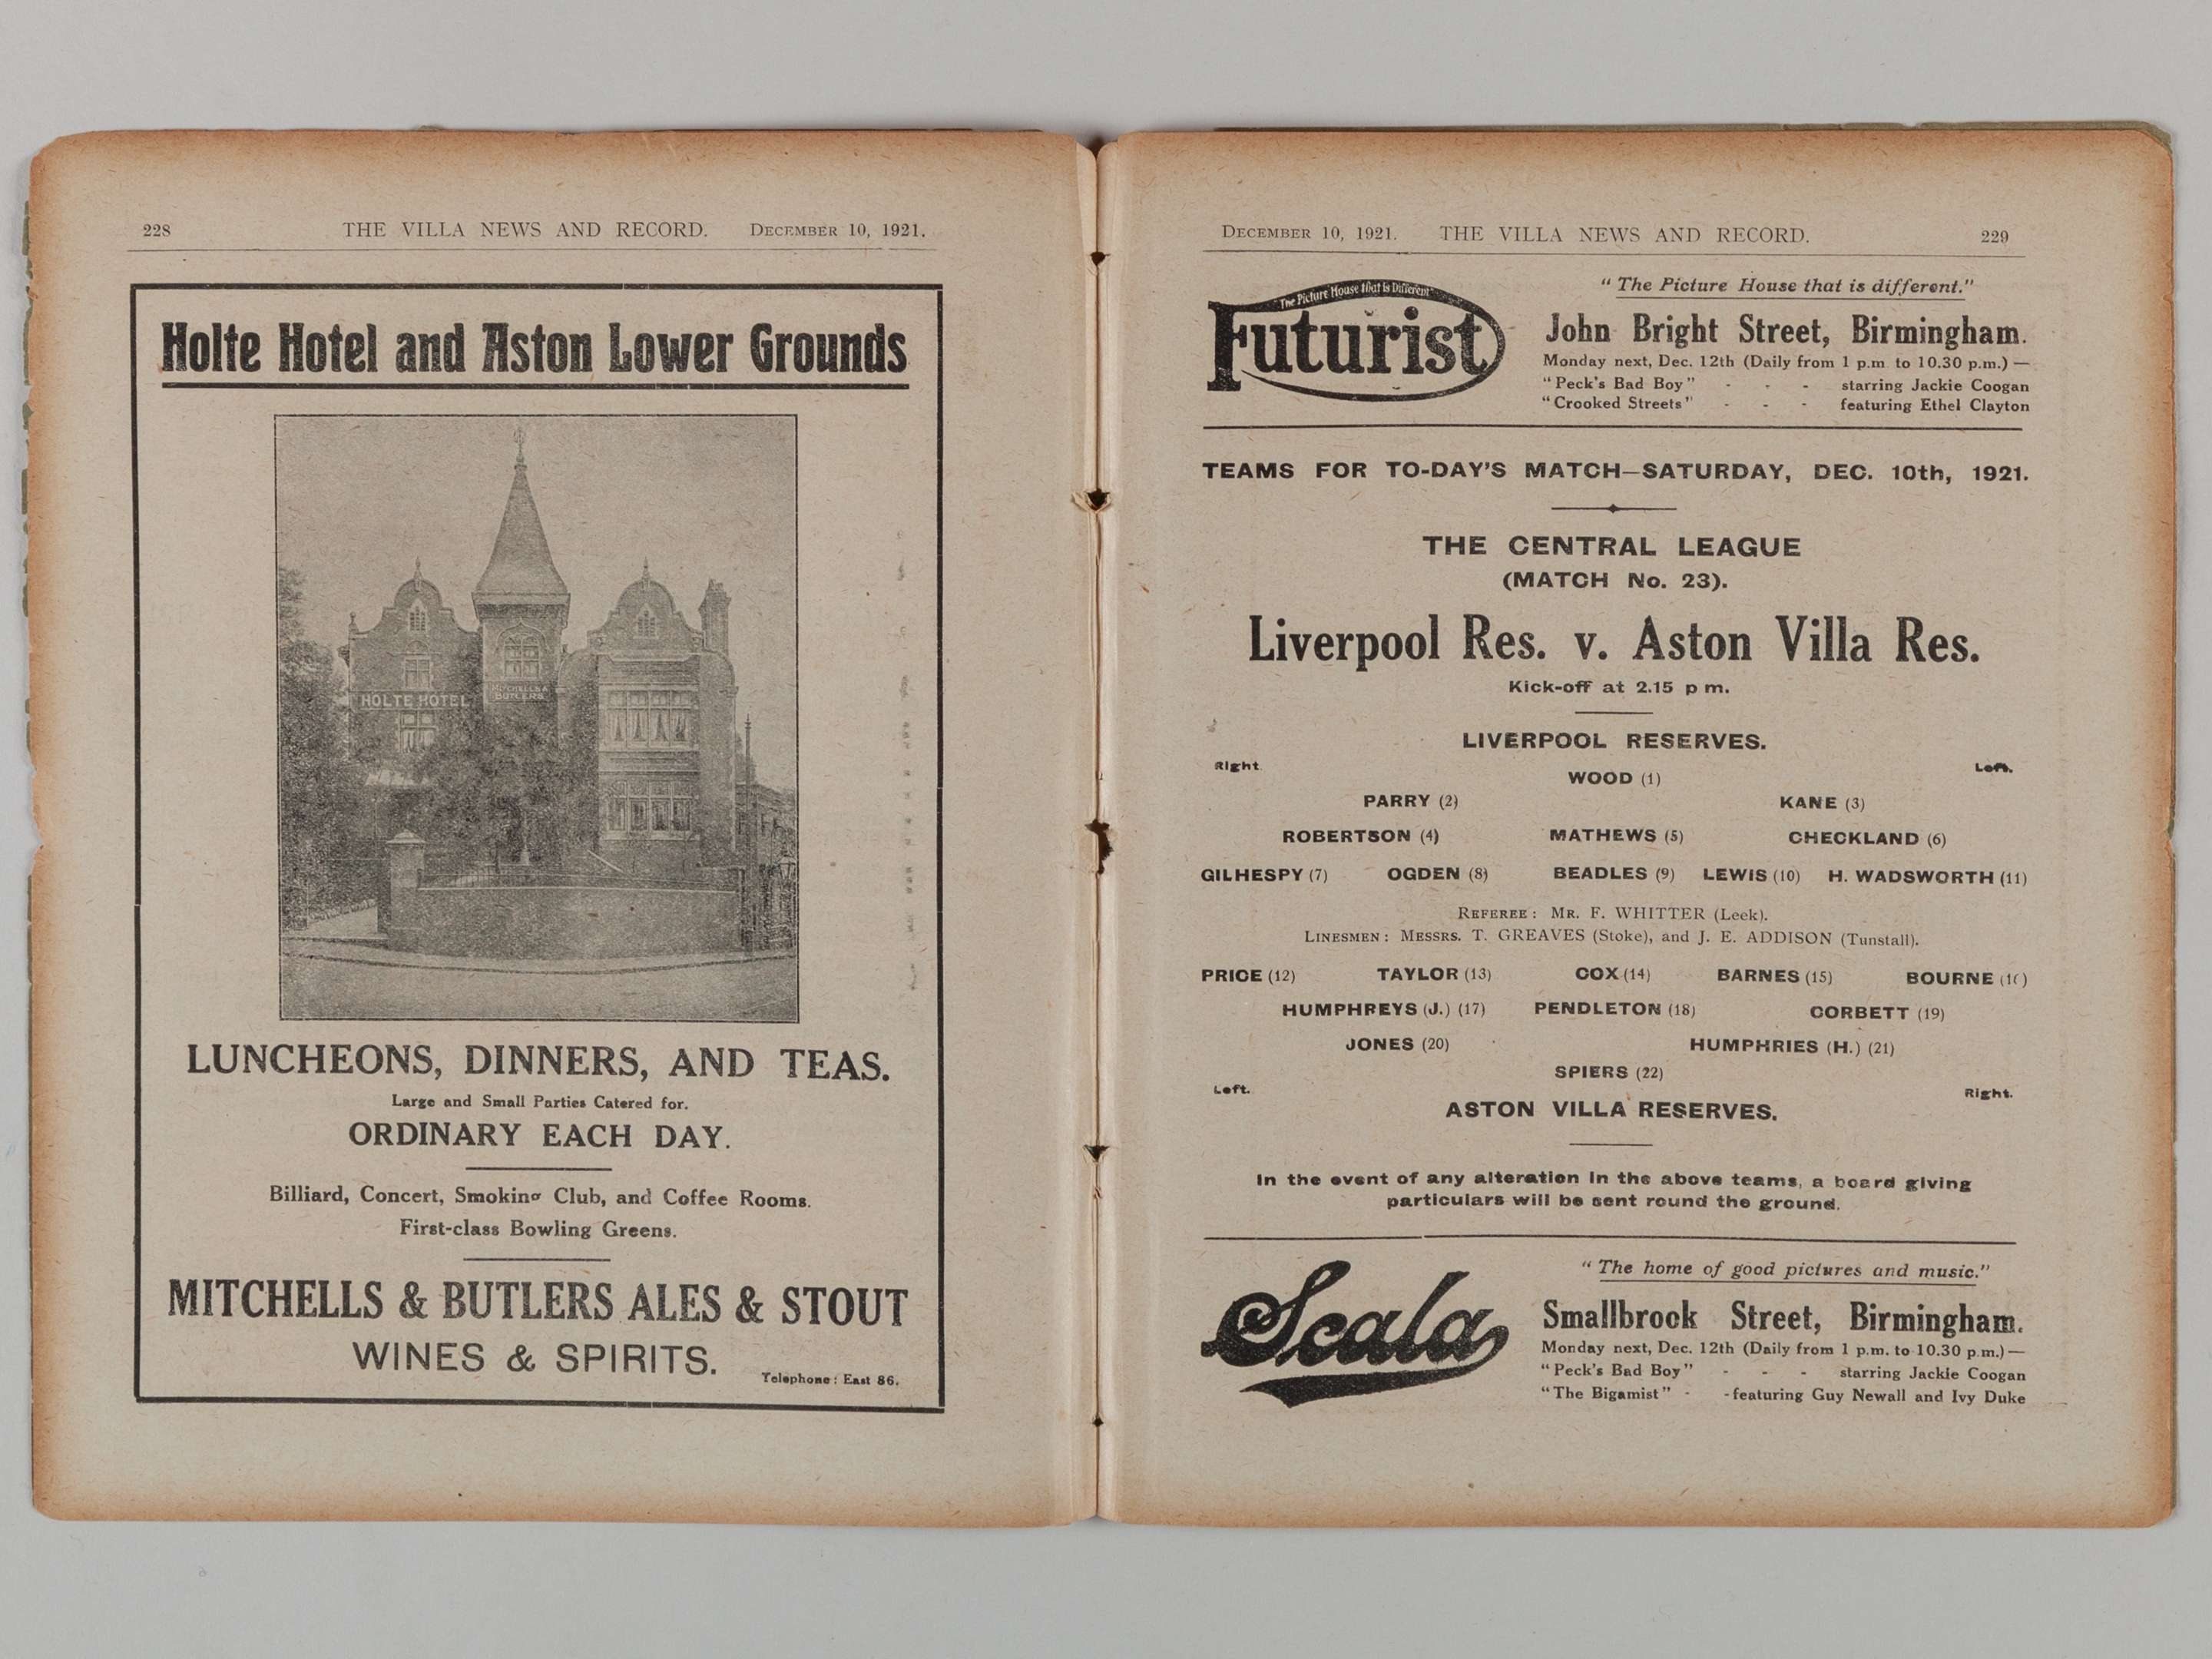 228 THE VILLA NEWS AND RECORD. DECEMBER 10, 1921.
Holte Hotel and Aston Lower Grounds
HOLTE HOTEL
MITCHELLS &
BUTLERS
LUNCHEONS, DINNERS, AND TEAS.
Large and Small Parties Catered for.
ORDINARY EACH DAY.
Billiard, Concert, Smoking Club, and Coffee Rooms.
First-class Bowling Greens.
MITCHELLS & BUTLERS ALES & STOUT
WINES & SPIRITS.
Telephone: East 86.
DECEMBER 10, 1921. THE VILLA NEWS AND RECORD. 229
The Picture House that is Different
Futurist
"The Picture House that is different."
John Bright Street, Birmingham.
Monday next, Dec. 12th (Daily from 1 p.m to 10.30 p.m.) —
"Peck's Bad Boy" - - - starring Jackie Coogan
"Crooked Streets" - - - featuring Ethel Clayton
TEAMS FOR TO-DAY'S MATCH—SATURDAY, DEC. 10th, 1921.
THE CENTRAL LEAGUE
(MATCH No. 23).
Liverpool Res. v. Aston Villa Res.
Kick-off at 2.15 p m.
LIVERPOOL RESERVES.
Right. Left.
WOOD (1)
PARRY (2) KANE (3)
ROBERTSON (4) MATHEWS (5) CHECKLAND (6)
GILHESPY (7) OGDEN (8) BEADLES (9) LEWIS (10) H. WADSWORTH (11)
REFEREE: MR. F. WHITTER (Leek).
LINESMEN: MESSRS. T. GREAVES (Stoke), and J. E. ADDISON (Tunstall).
PRICE (12) TAYLOR (13) COX (14) BARNES (15) BOURNE (16)
HUMPHREYS (J.) (17) PENDLETON (18) CORBETT (19)
JONES (20) HUMPHRIES (H.) (21)
SPIERS (22)
Left. Right.
ASTON VILLA RESERVES.
In the event of any alteration in the above teams, a board giving
particulars will be sent round the ground.
Scala
"The home of good pictures and music."
Smallbrook Street, Birmingham.
Monday next, Dec. 12th (Daily from 1 p.m. to 10.30 p.m.)—
"Peck's Bad Boy" - - - starring Jackie Coogan
"The Bigamist" - - featuring Guy Newall and Ivy Duke